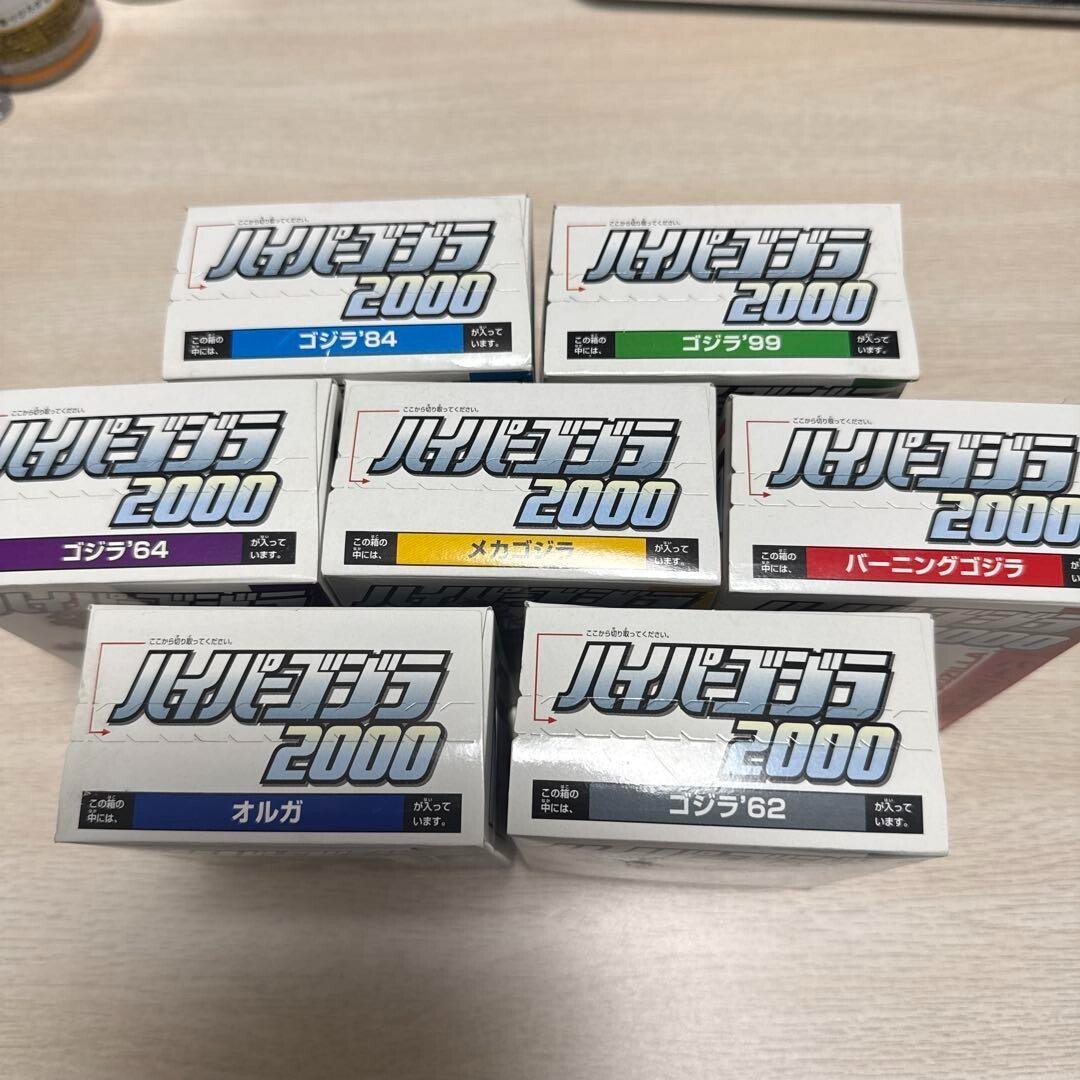 ここから切り取ってください。
ハイパーゴジラ
2000
この箱の中には、
ゴジラ'84
が入っています。
ここから切り取ってください。
ハイパーゴジラ
2000
この箱の中には、
ゴジラ'99
が入っています。
ここから切り取ってください。
ハイパーゴジラ
2000
ゴジラ'64
が入っています。
ここから切り取ってください。
ハイパーゴジラ
2000
この箱の中には、
メカゴジラ
が入っています。
ここから切り取ってください。
ハイパーゴジラ
2000
この箱の中には、
バーニングゴジラ
ここから切り取ってください。
ハイパーゴジラ
2000
この箱の中には、
オルガ
が入っています。
ここから切り取ってください。
ハイパーゴジラ
2000
この箱の中には、
ゴジラ'62
が入っています。